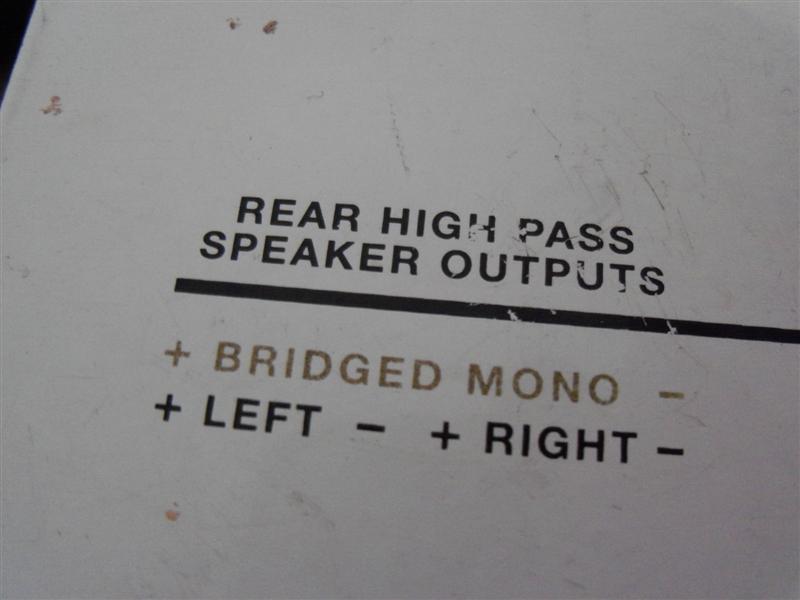 REAR HIGH PASS
SPEAKER OUTPUTS
+ BRIDGED MONO -
+ LEFT - + RIGHT -